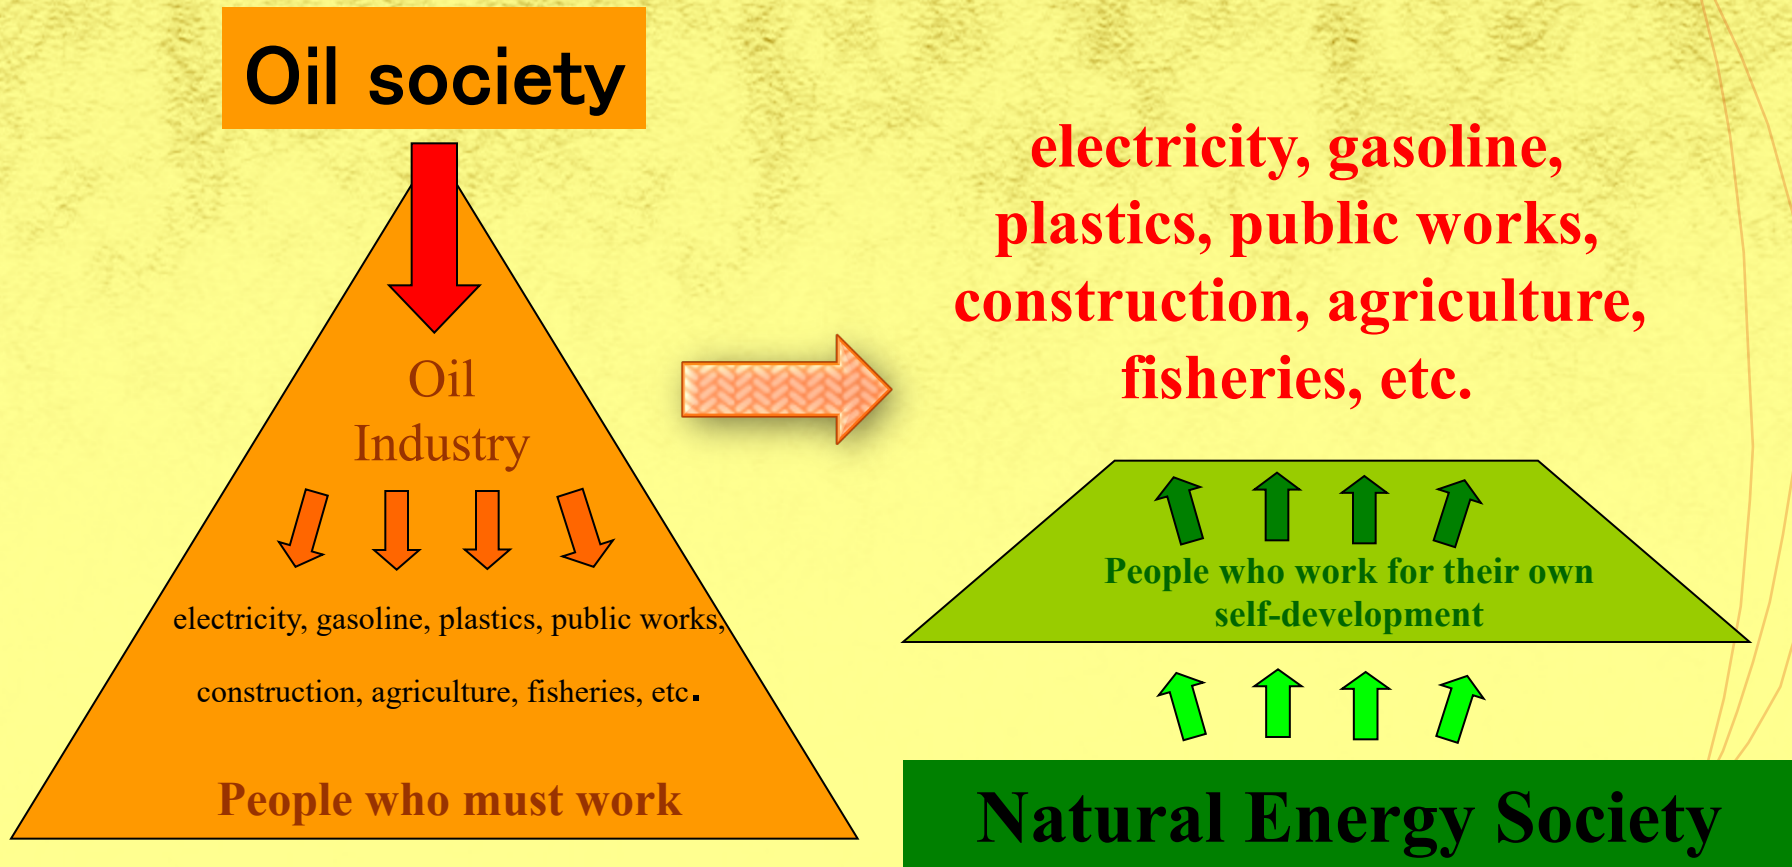 Oil society
Oil
Industry
electricity, gasoline, plastics, public works,
construction, agriculture, fisheries, etc.
People who must work
electricity, gasoline,
plastics, public works,
construction, agriculture,
fisheries, etc.
People who work for their own
self-development
Natural Energy Society